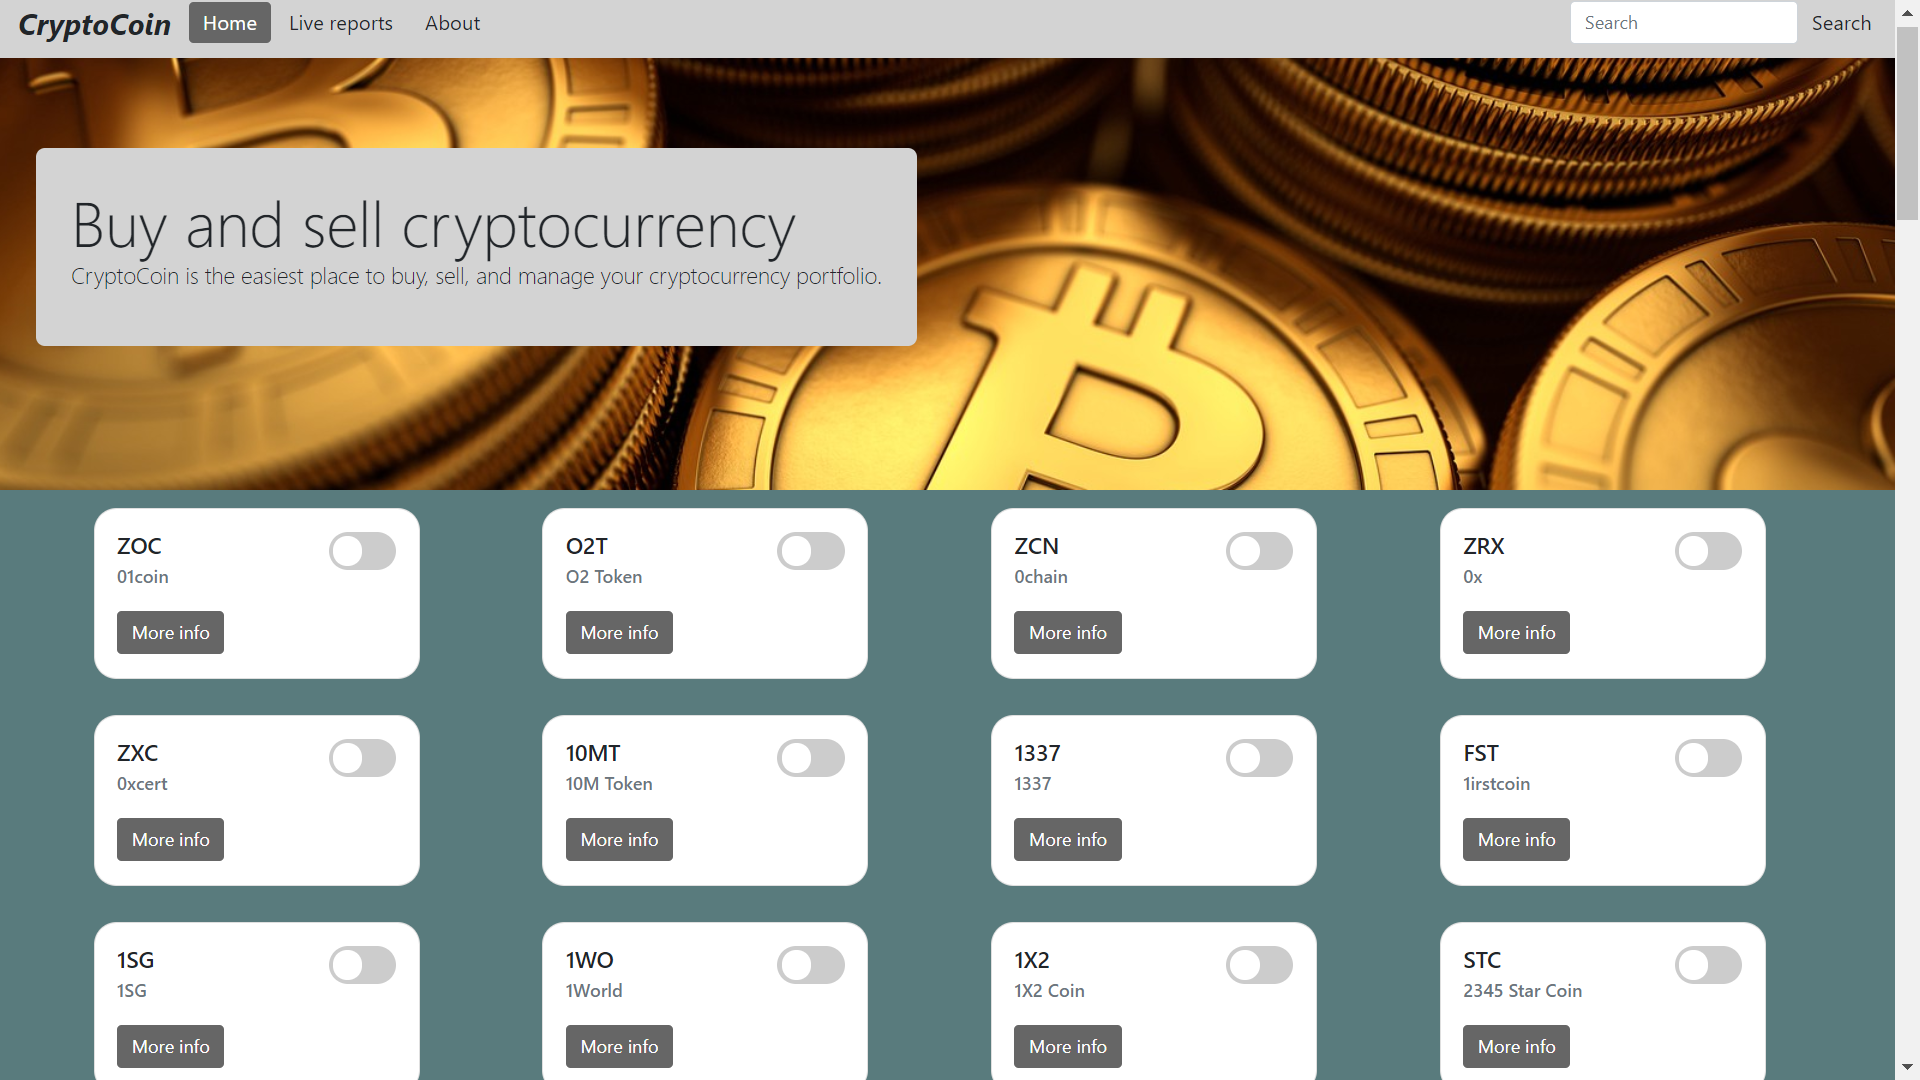 CryptoCoin Home Live reports About Search Search
Buy and sell cryptocurrency
CryptoCoin is the easiest place to buy, sell, and manage your cryptocurrency portfolio.
ZOC
01coin
More info
O2T
O2 Token
More info
ZCN
0chain
More info
ZRX
0x
More info
ZXC
0xcert
More info
10MT
10M Token
More info
1337
1337
More info
FST
1irstcoin
More info
1SG
1SG
More info
1WO
1World
More info
1X2
1X2 Coin
More info
STC
2345 Star Coin
More info